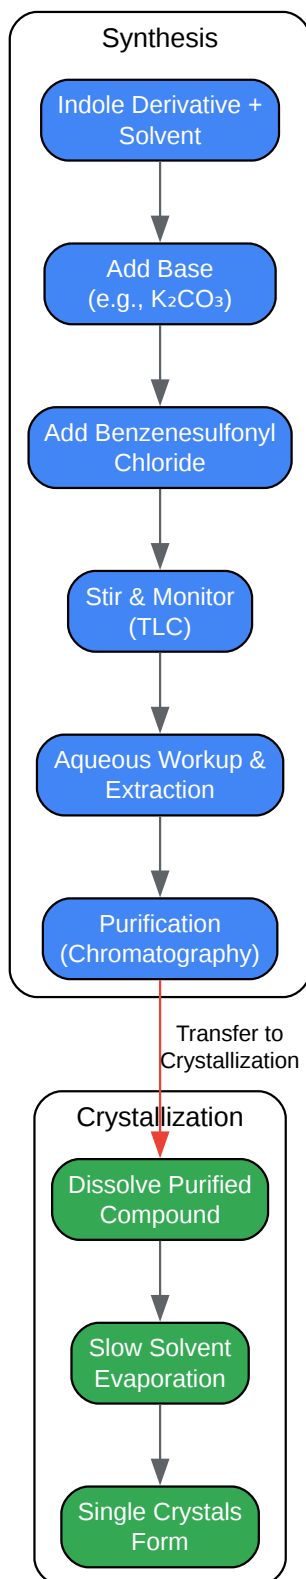 Synthesis
Indole Derivative +
Solvent
Add Base
(e.g., K₂CO₃)
Add Benzenesulfonyl
Chloride
Stir & Monitor
(TLC)
Aqueous Workup &
Extraction
Purification
(Chromatography)
Transfer to
Crystallization
Crystallization
Dissolve Purified
Compound
Slow Solvent
Evaporation
Single Crystals
Form